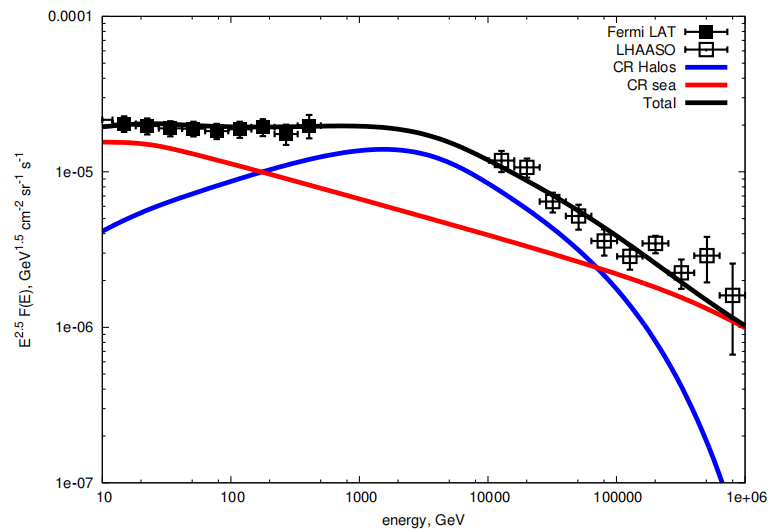 0.0001
1e-05
1e-06
1e-07
E2.5 F(E), GeV1.5 cm-2 sr-1 s-1
Fermi LAT
LHAASO
CR Halos
CR sea
Total
10 100 1000 10000 100000 1e+06
energy, GeV